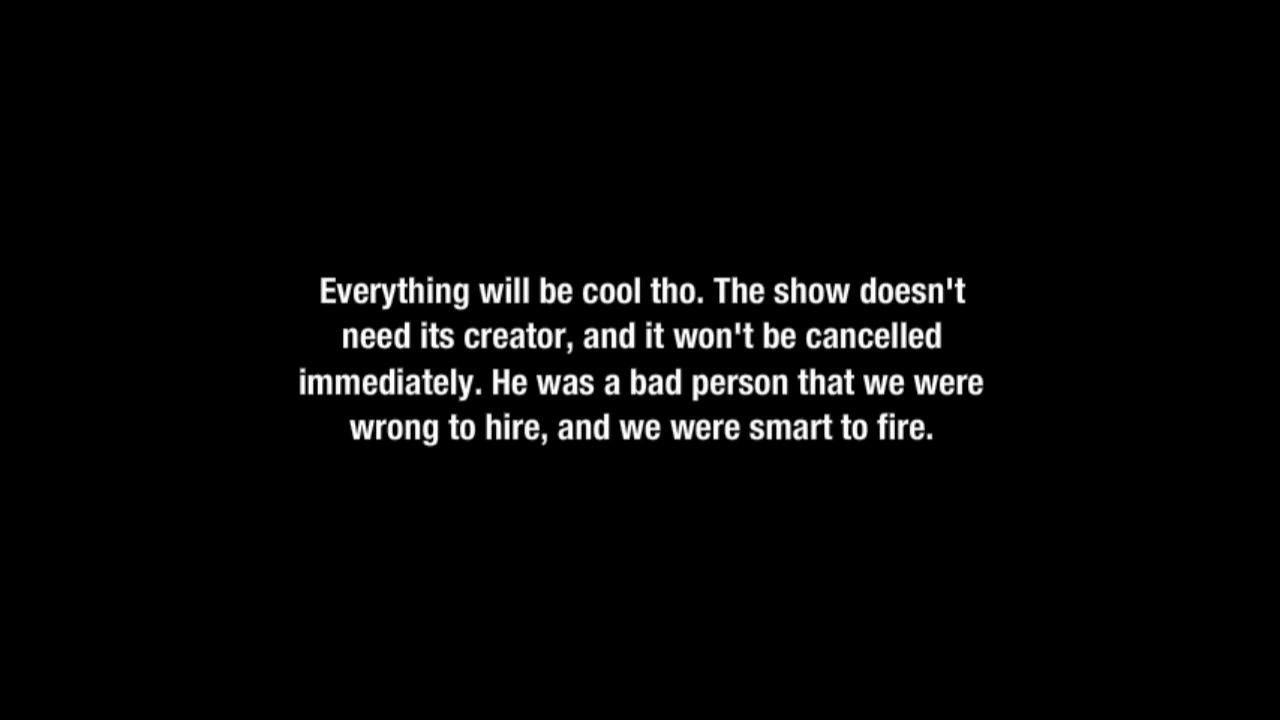 Everything will be cool tho. The show doesn't
need its creator, and it won't be cancelled
immediately. He was a bad person that we were
wrong to hire, and we were smart to fire.